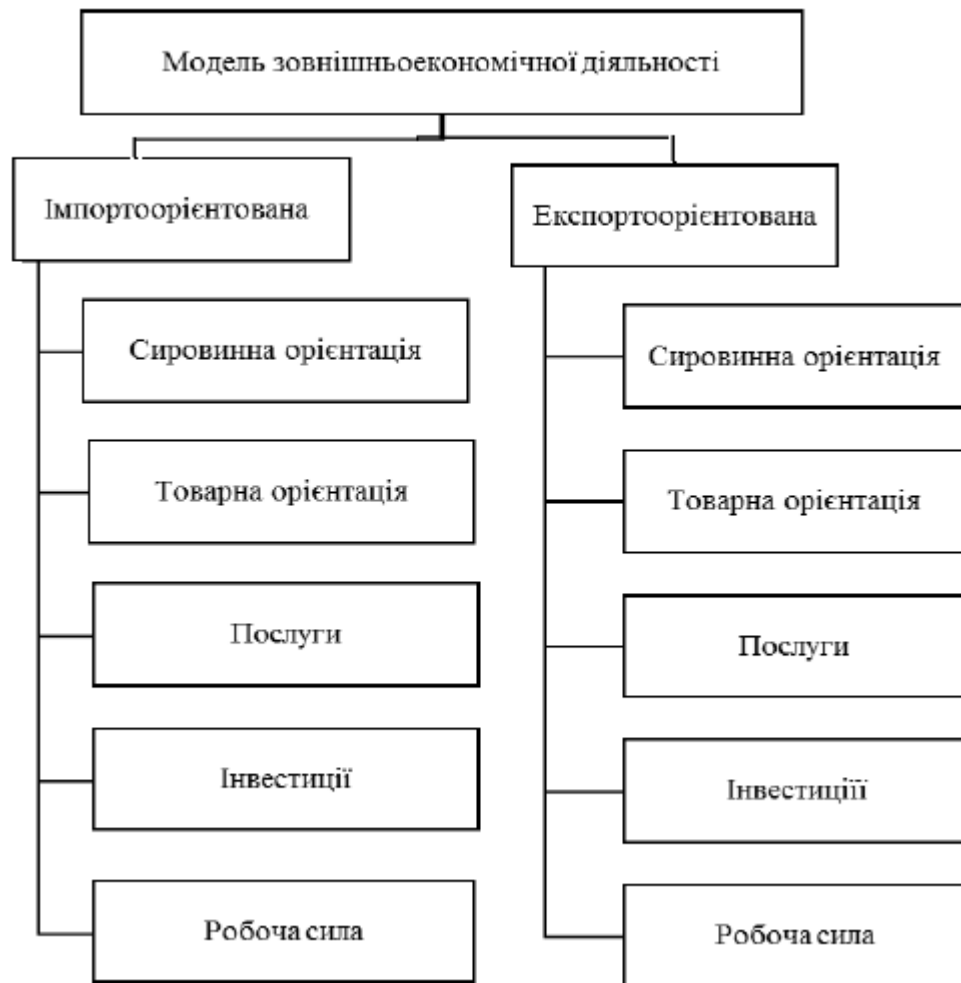 Модель зовнішньоекономічної діяльності
Імпортоорієнтована
Експортоорієнтована
Сировинна орієнтація
Товарна орієнтація
Послуги
Інвестиції
Робоча сила
Сировинна орієнтація
Товарна орієнтація
Послуги
Інвестиціїї
Робоча сила